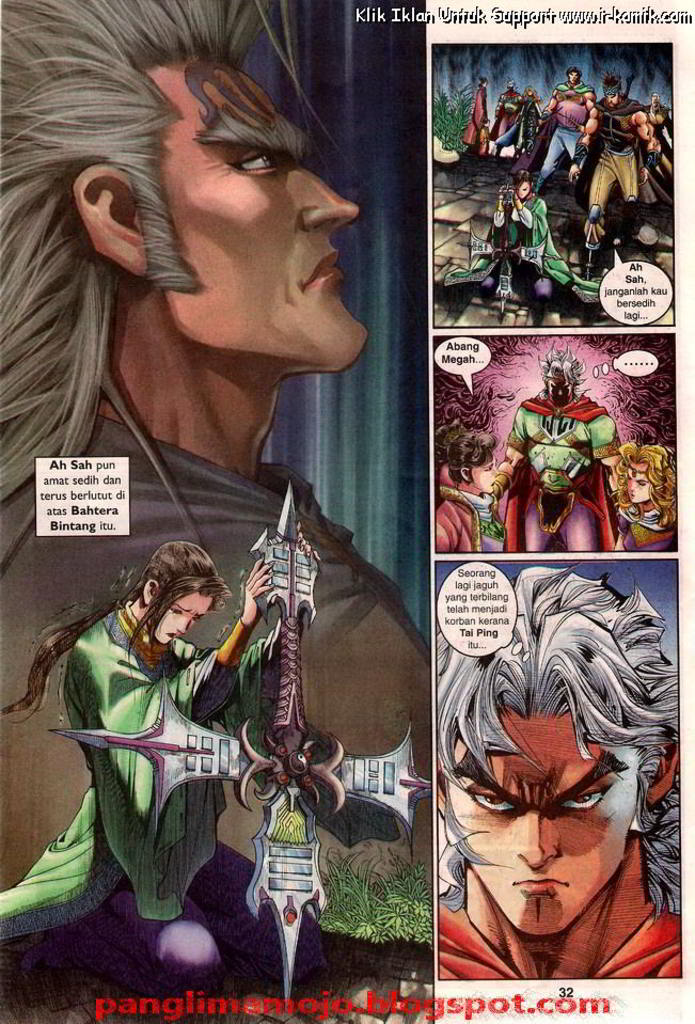 Klik Iklan Untuk Support www.ir-komik.com
Ah Sah pun
amat sedih dan
terus berlutut di
atas Bahtera
Bintang itu.
Ah
Sah,
janganlah kau
bersedih
lagi...
Abang
Megah...
......
Seorang
lagi jaguh
yang terbilang
telah menjadi
korban kerana
Tai Ping
itu...
32
panglimamojo.blogspot.com